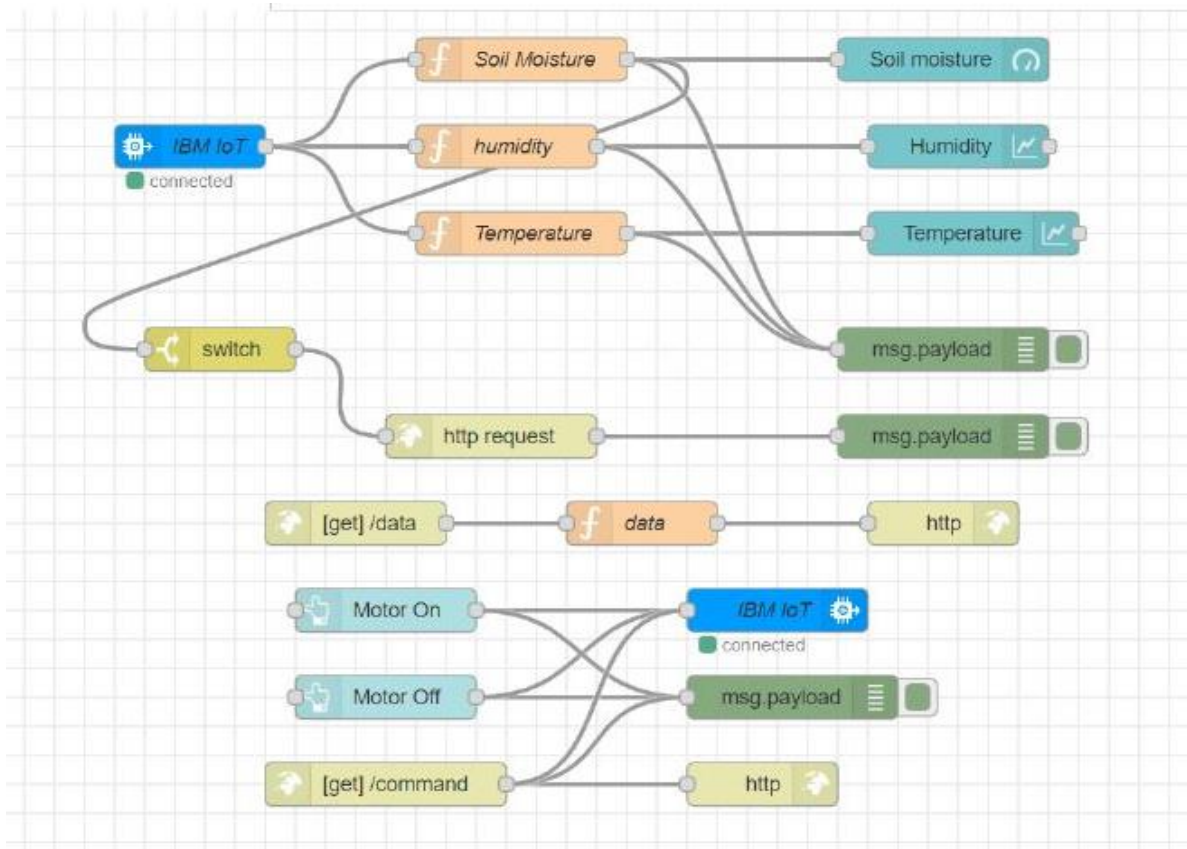 Soil Moisture
Soil moisture
IBM IoT
humidity
Humidity
connected
Temperature
Temperature
switch
msg.payload
http request
msg.payload
[get] /data
data
http
Motor On
IBM IoT
connected
Motor Off
msg.payload
[get] /command
http